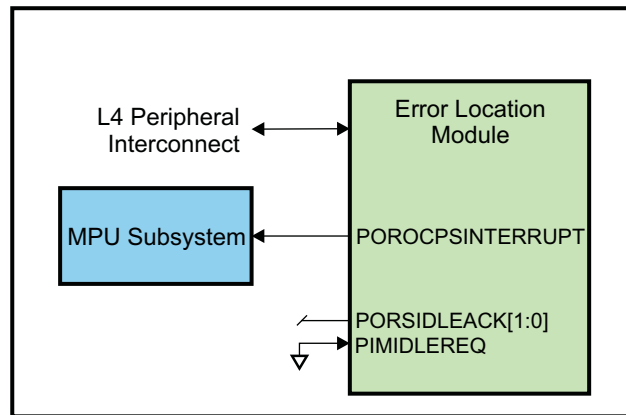 L4 Peripheral
Interconnect
Error Location
Module
MPU Subsystem
POROCPSINTERRUPT
PORSIDLEACK[1:0]
PIMIDLEREQ